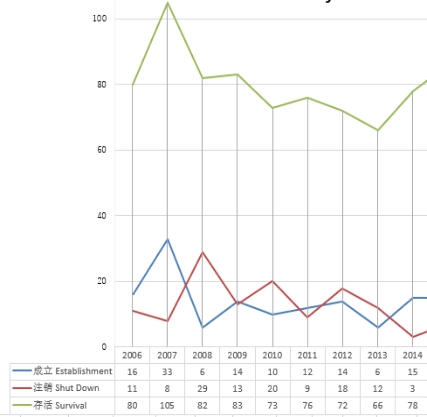 100
80
60
40
20
0
2006 2007 2008 2009 2010 2011 2012 2013 2014
成立 Establishment 16 33 6 14 10 12 14 6 15
注销 Shut Down 11 8 29 13 20 9 18 12 3
存活 Survival 80 105 82 83 73 76 72 66 78